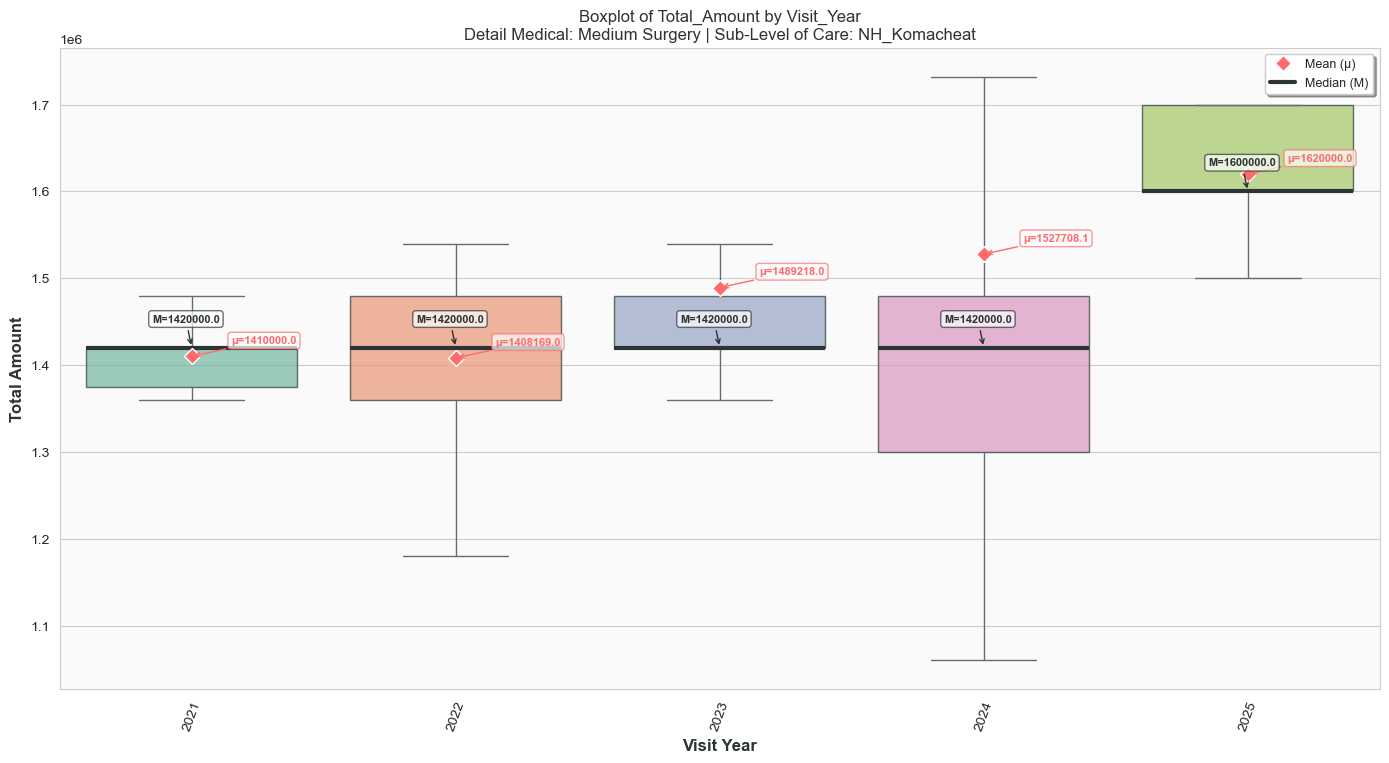 Boxplot of Total_Amount by Visit_Year
Detail Medical: Medium Surgery | Sub-Level of Care: NH_Komacheat
1e6
Mean (μ)
Median (M)
1.7
1.6
1.5
1.4
1.3
1.2
1.1
Total Amount
M=1420000.0
μ=1410000.0
M=1420000.0
μ=1408169.0
M=1420000.0
μ=1489218.0
M=1420000.0
μ=1527708.1
M=1600000.0
μ=1620000.0
2021
2022
2023
2024
2025
Visit Year